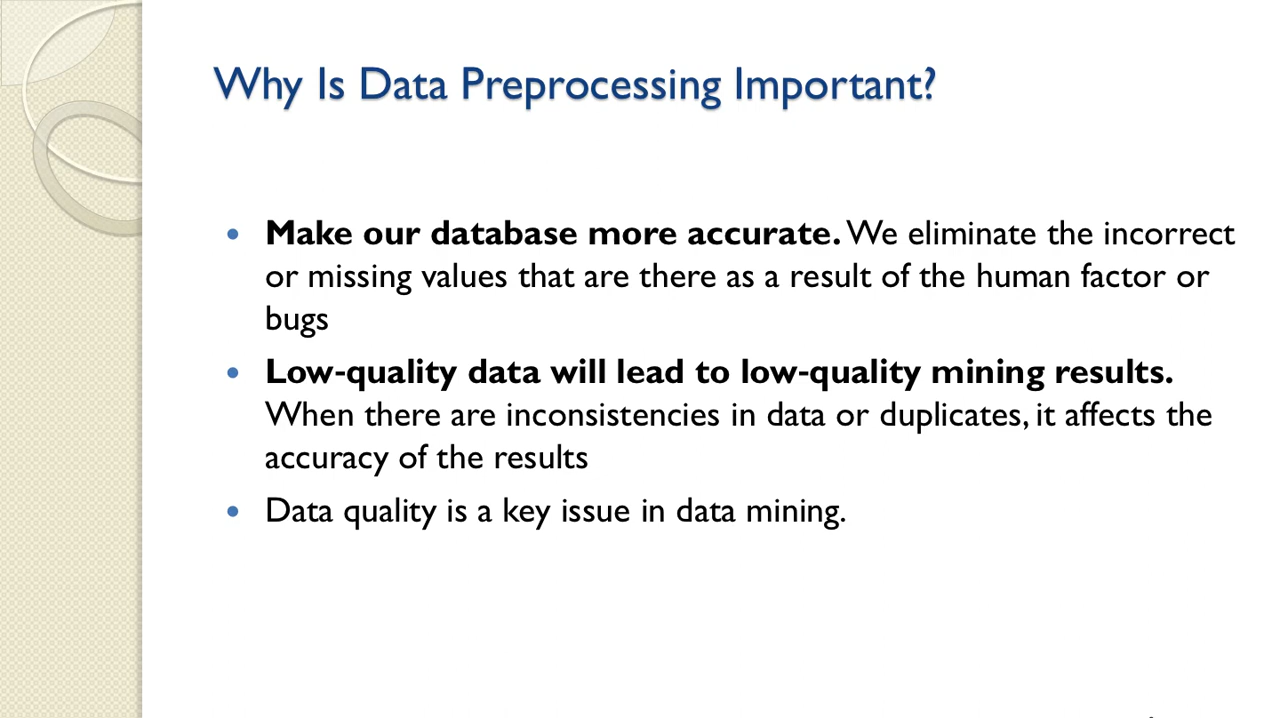 Why Is Data Preprocessing Important?
• Make our database more accurate. We eliminate the incorrect
or missing values that are there as a result of the human factor or
bugs
• Low-quality data will lead to low-quality mining results.
When there are inconsistencies in data or duplicates, it affects the
accuracy of the results
• Data quality is a key issue in data mining.